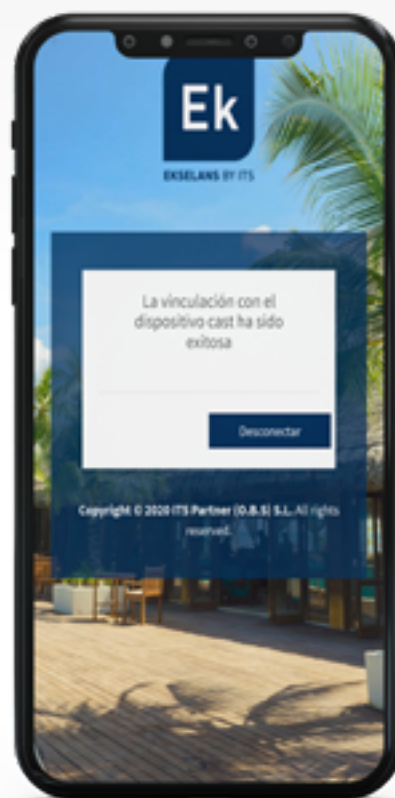 Ek
EKSELANS BY ITS
La vinculación con el
dispositivo cast ha sido
exitosa
Desconectar
Copyright © 2020 ITS Partner (O.B.S) S.L. All rights
reserved.